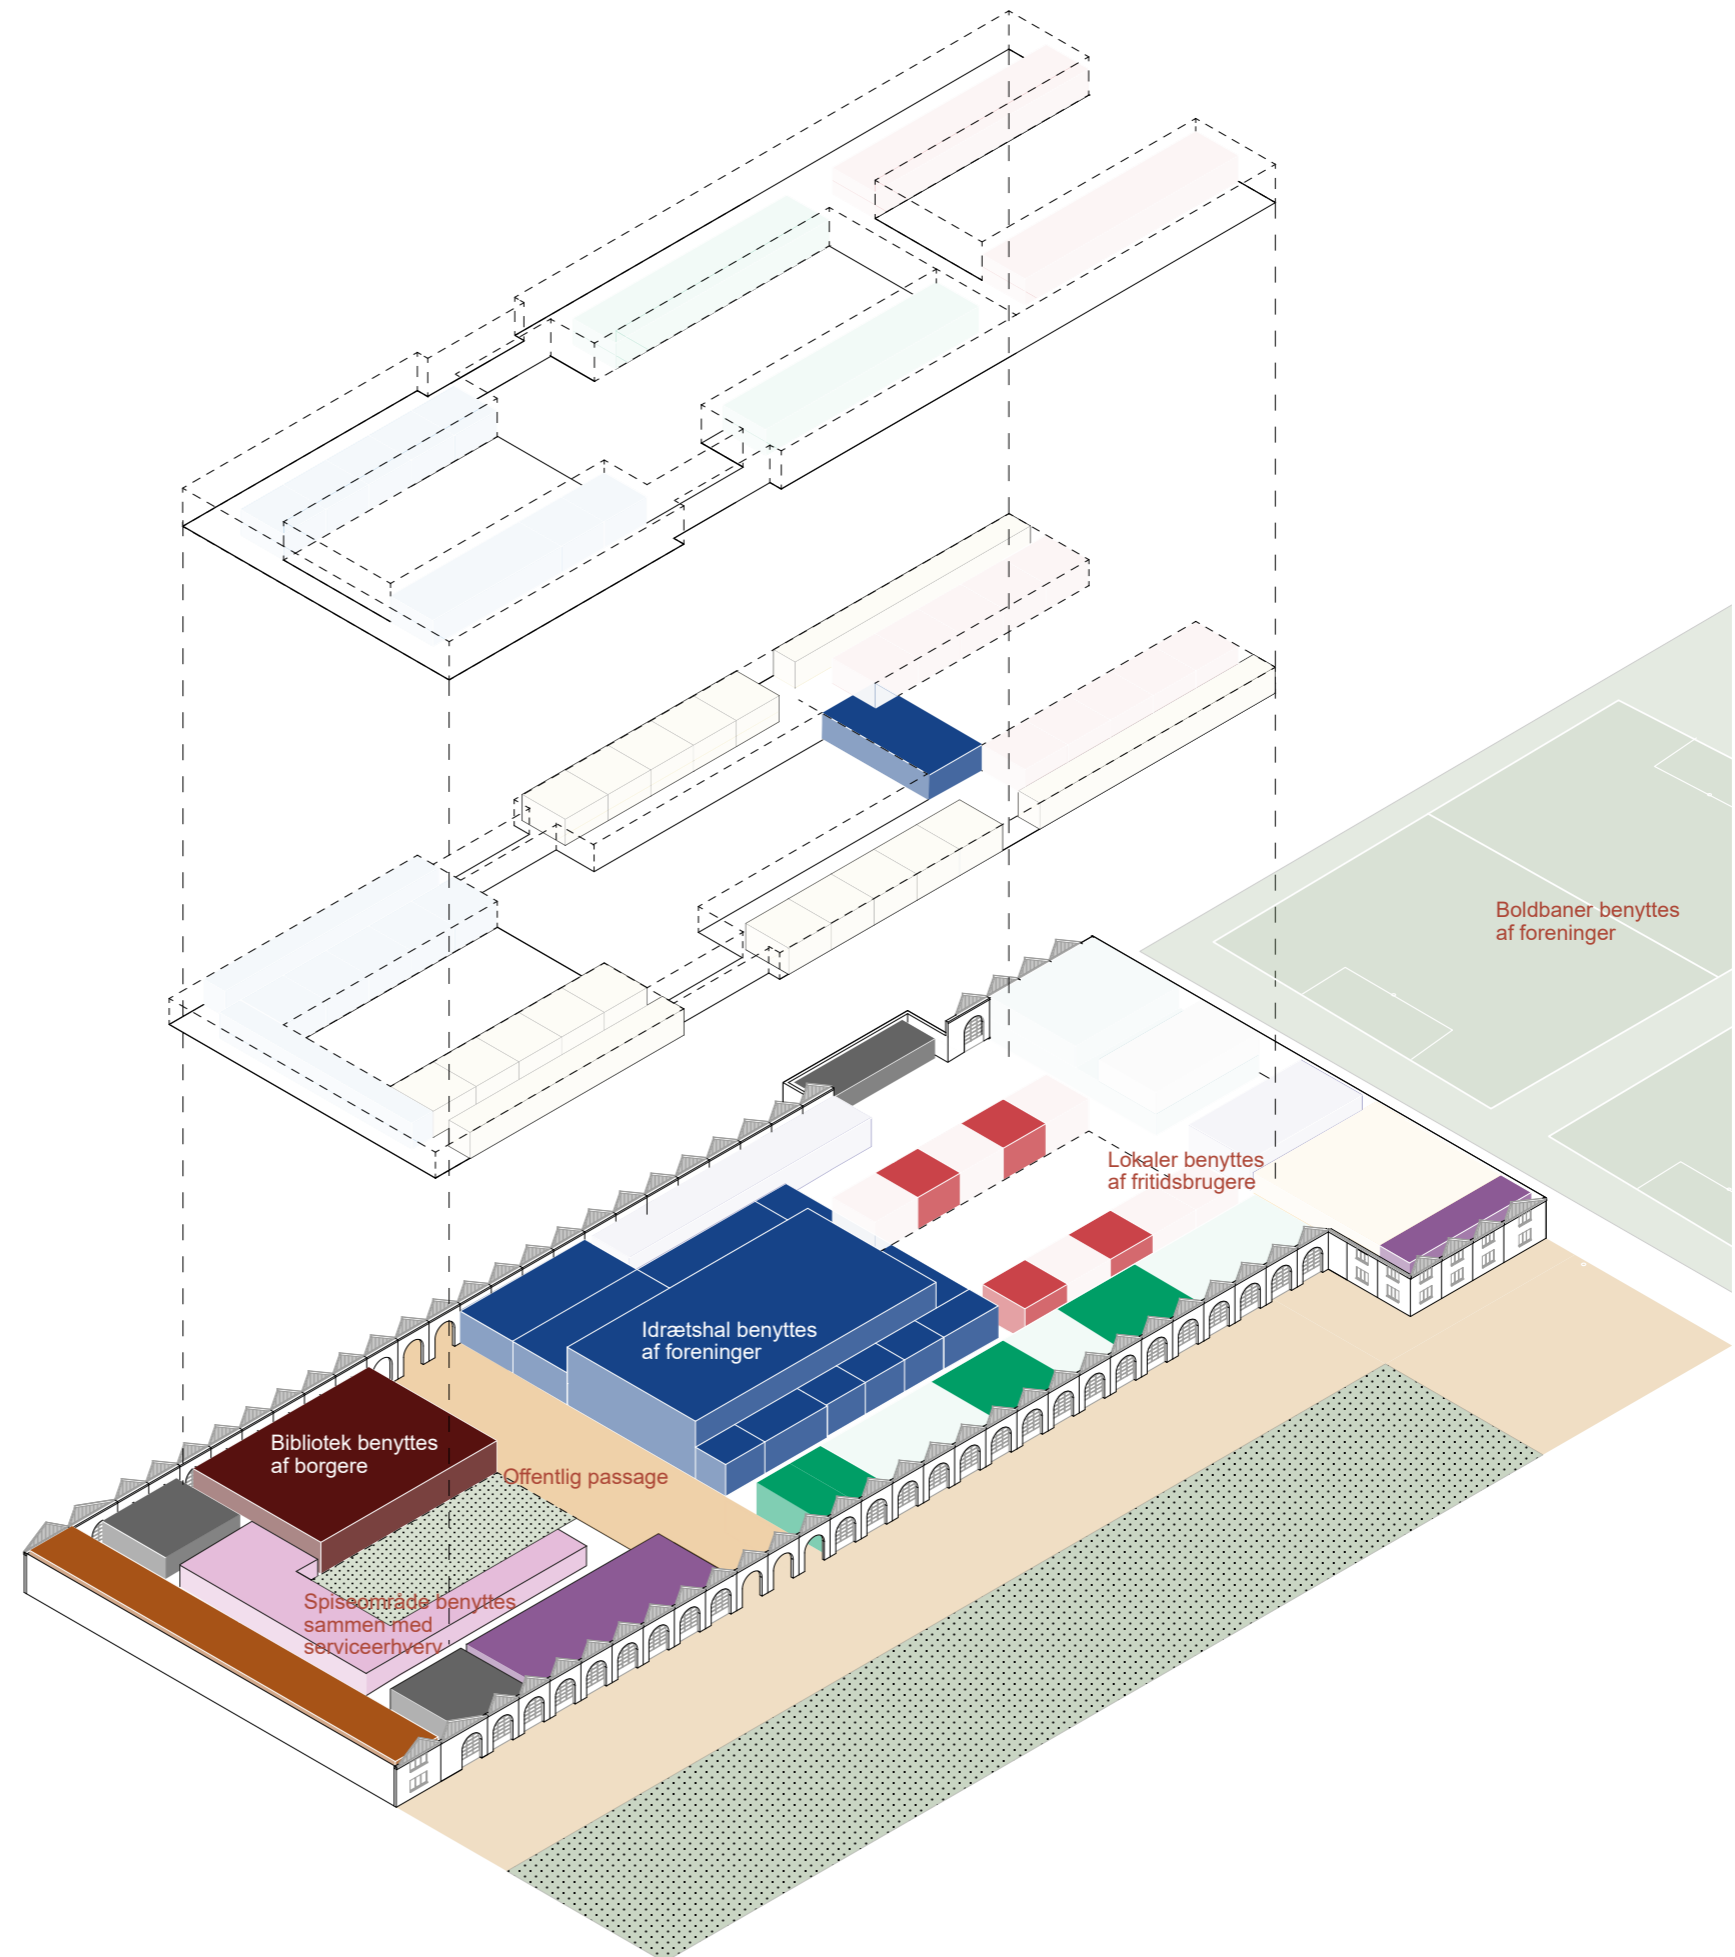 Boldbaner benyttes
af foreninger
Lokaler benyttes
af fritidsbrugere
Idrætshal benyttes
af foreninger
Bibliotek benyttes
af borgere
Offentlig passage
Spiseområde benyttes
sammen med
serviceerhverv